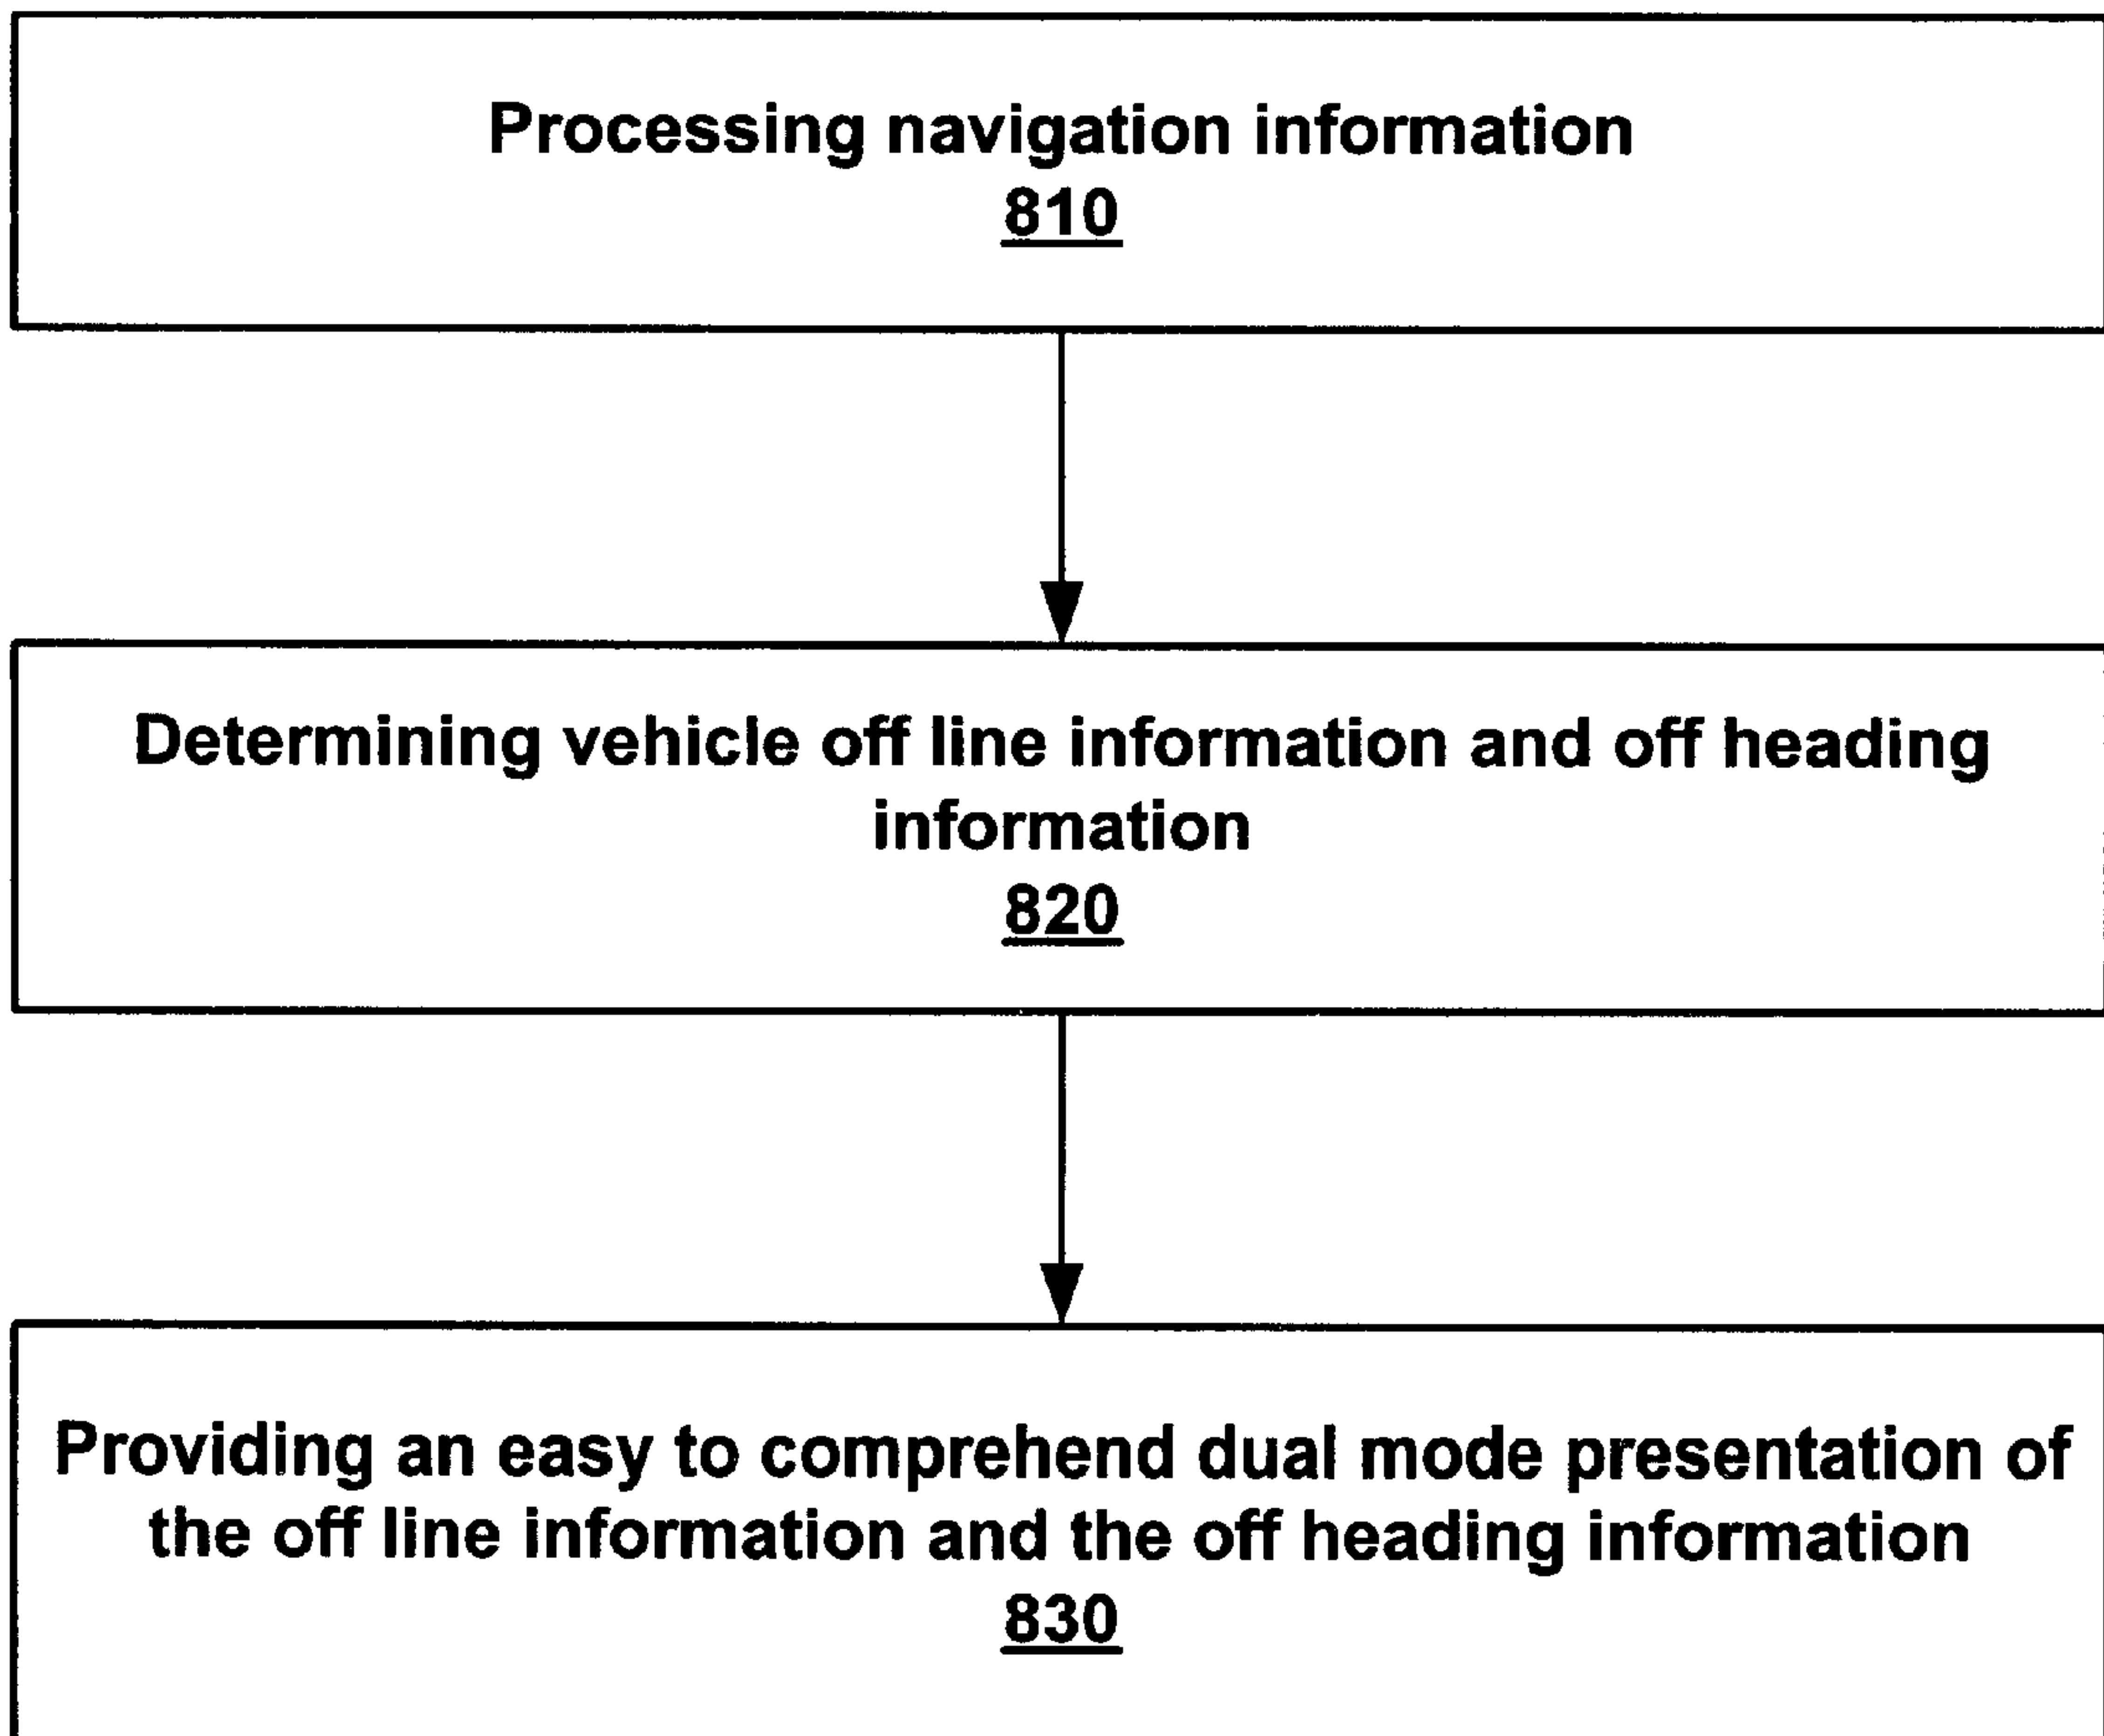 Processing navigation information
810
Determining vehicle off line information and off heading
information
820
Providing an easy to comprehend dual mode presentation of
the off line information and the off heading information
830